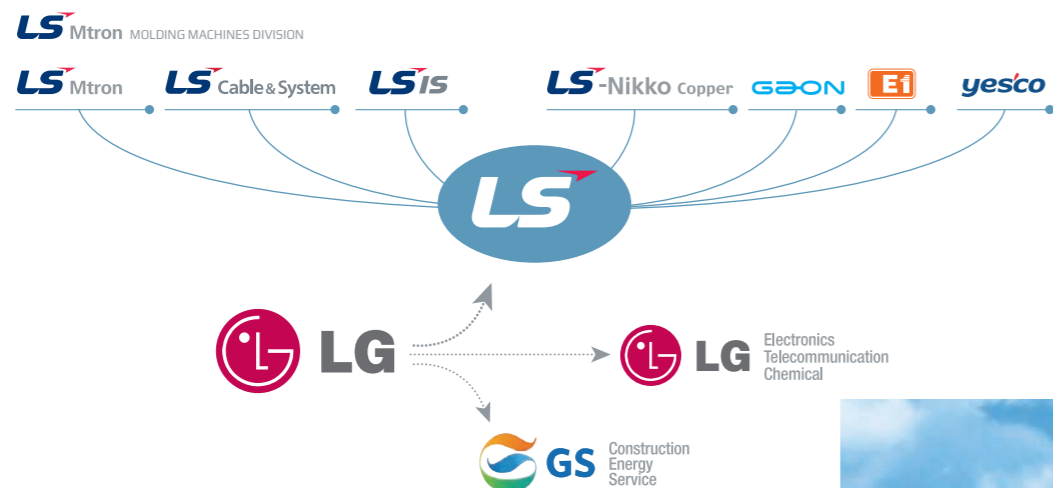 LS Mtron MOLDING MACHINES DIVISION
LS Mtron LS Cable & System LS IS LS-Nikko Copper GAON E1 yesco
LS
LG
LG Electronics
Telecommunication
Chemical
GS Construction
Energy
Service